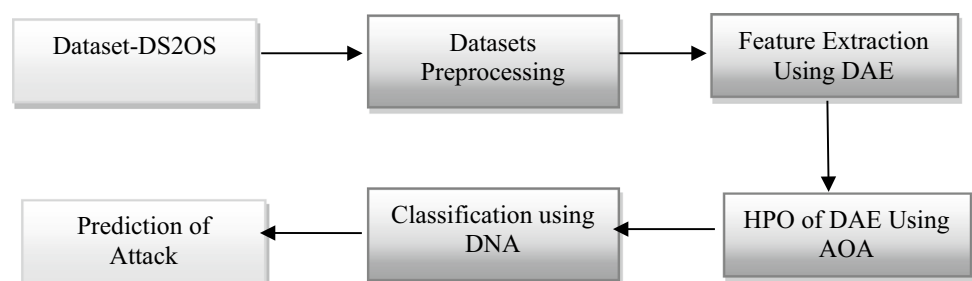 Dataset-DS2OS
Datasets
Preprocessing
Feature Extraction
Using DAE
HPO of DAE Using
AOA
Classification using
DNA
Prediction of
Attack